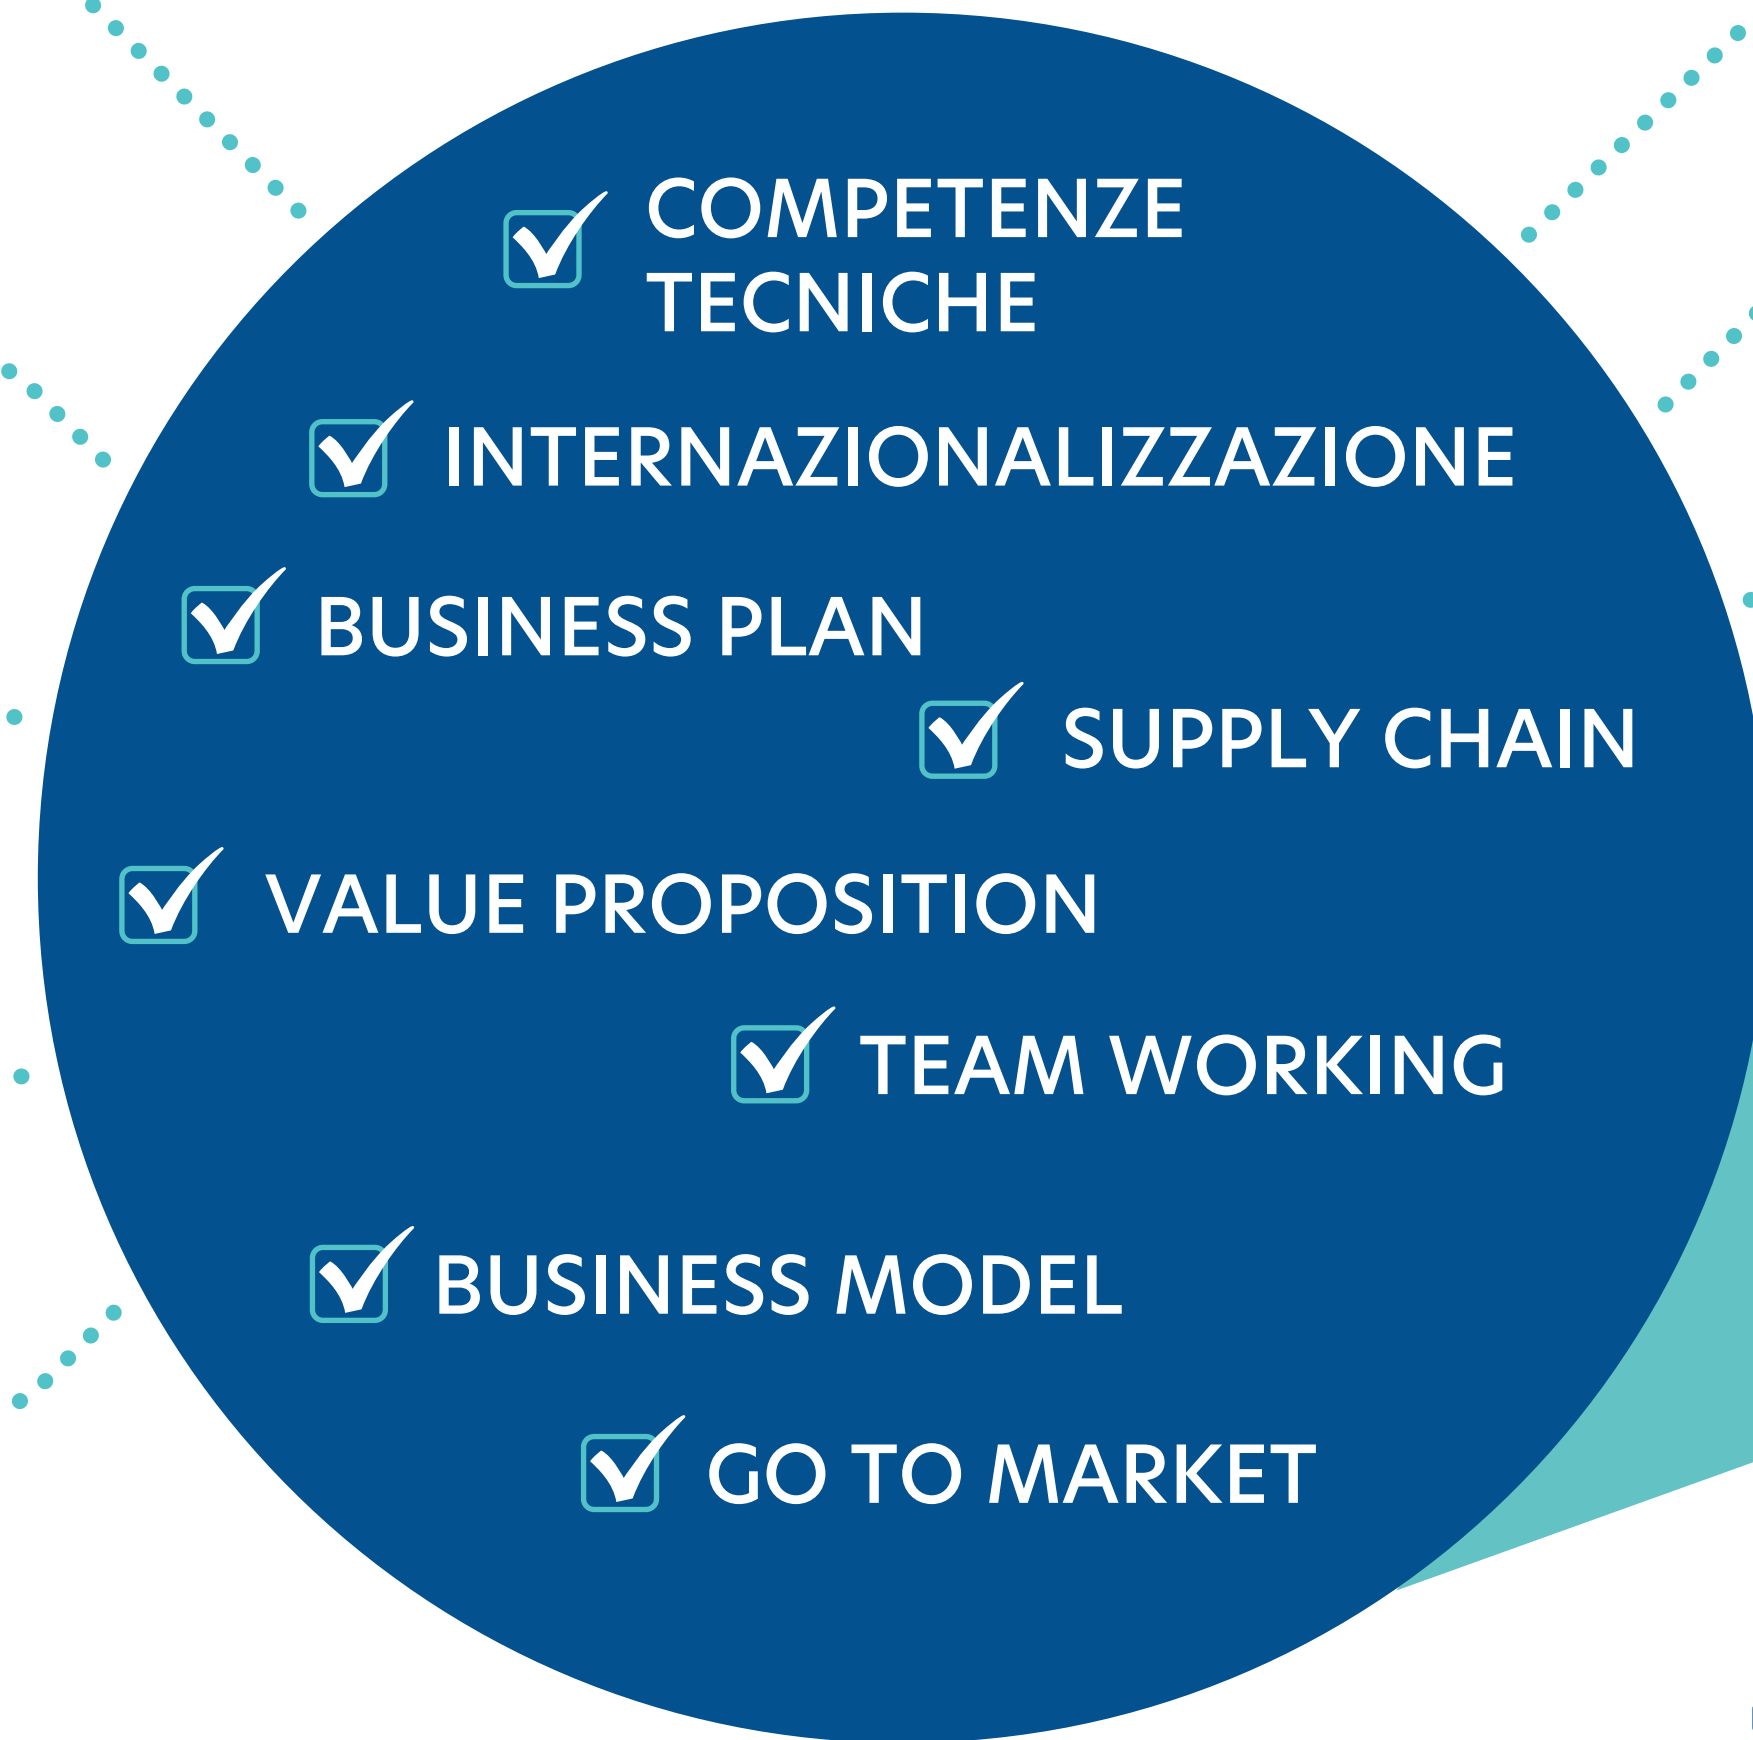 COMPETENZE
TECNICHE
INTERNAZIONALIZZAZIONE
BUSINESS PLAN
SUPPLY CHAIN
VALUE PROPOSITION
TEAM WORKING
BUSINESS MODEL
GO TO MARKET